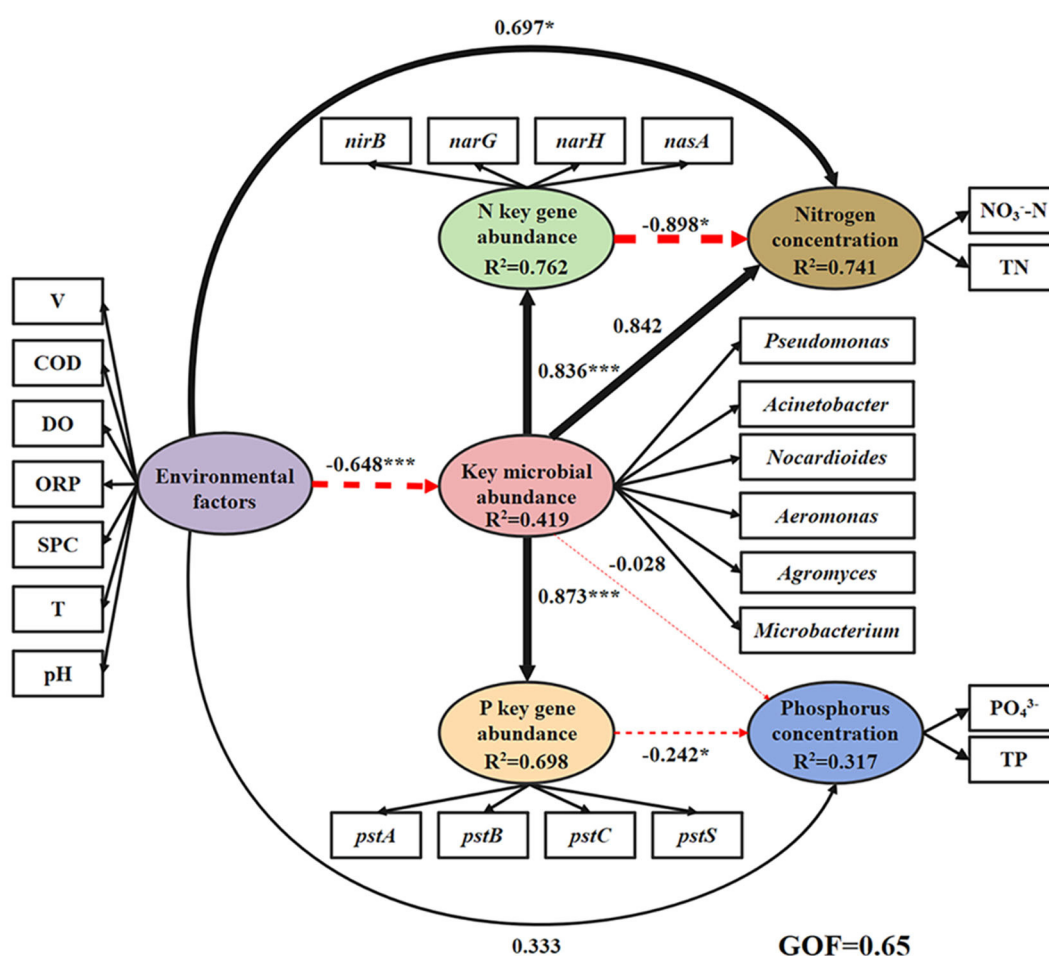 0.697*
nirB
narG
narH
nasA
N key gene
abundance
R²=0.762
-0.898*
Nitrogen
concentration
R²=0.741
NO₃⁻-N
TN
V
COD
DO
ORP
SPC
T
pH
Environmental
factors
-0.648***
0.836***
0.842
Key microbial
abundance
R²=0.419
Pseudomonas
Acinetobacter
Nocardioides
Aeromonas
Agromyces
Microbacterium
-0.028
0.873***
P key gene
abundance
R²=0.698
-0.242*
Phosphorus
concentration
R²=0.317
PO₄³⁻
TP
pstA
pstB
pstC
pstS
0.333
GOF=0.65